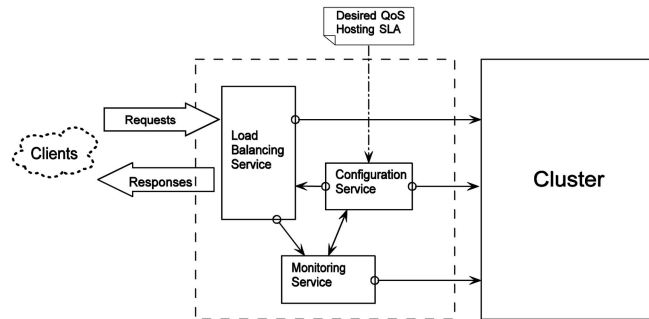 Desired QoS
Hosting SLA
Requests
Clients
Responses
Load
Balancing
Service
Configuration
Service
Monitoring
Service
Cluster